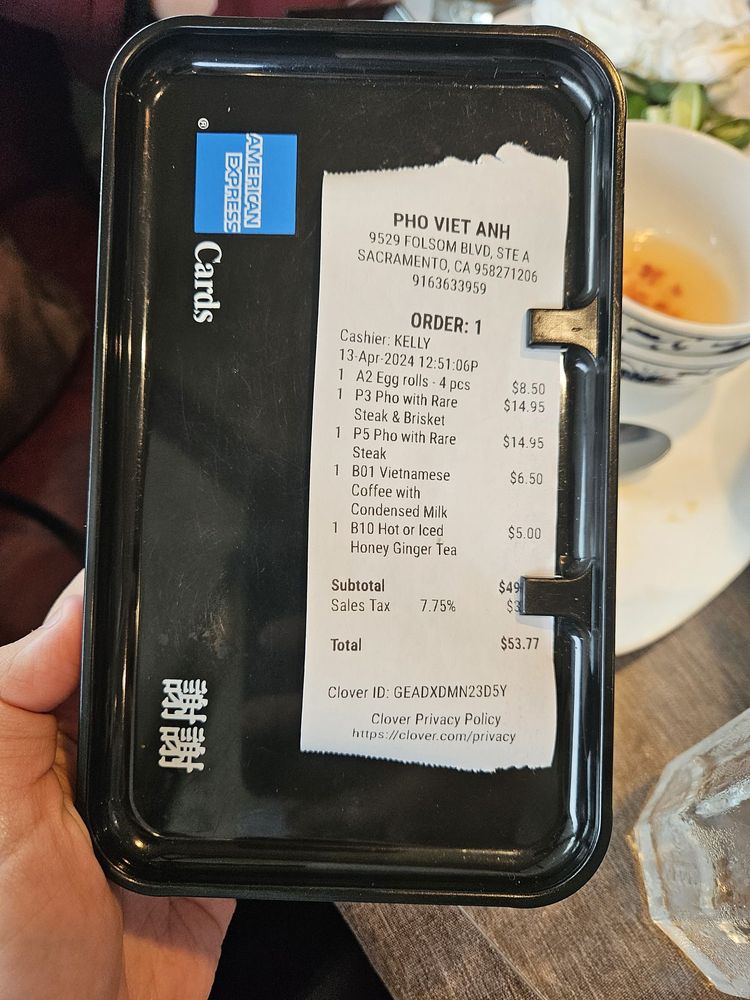 AMERICAN
EXPRESS
®
Cards
謝謝
PHO VIET ANH
9529 FOLSOM BLVD, STE A
SACRAMENTO, CA 958271206
9163633959
ORDER: 1
Cashier: KELLY
13-Apr-2024 12:51:06P
1 A2 Egg rolls - 4 pcs $8.50
1 P3 Pho with Rare $14.95
Steak & Brisket
1 P5 Pho with Rare $14.95
Steak
1 B01 Vietnamese $6.50
Coffee with
Condensed Milk
1 B10 Hot or Iced $5.00
Honey Ginger Tea
Subtotal
Sales Tax 7.75%
Total $53.77
Clover ID: GEADXDMN23D5Y
Clover Privacy Policy
https://clover.com/privacy